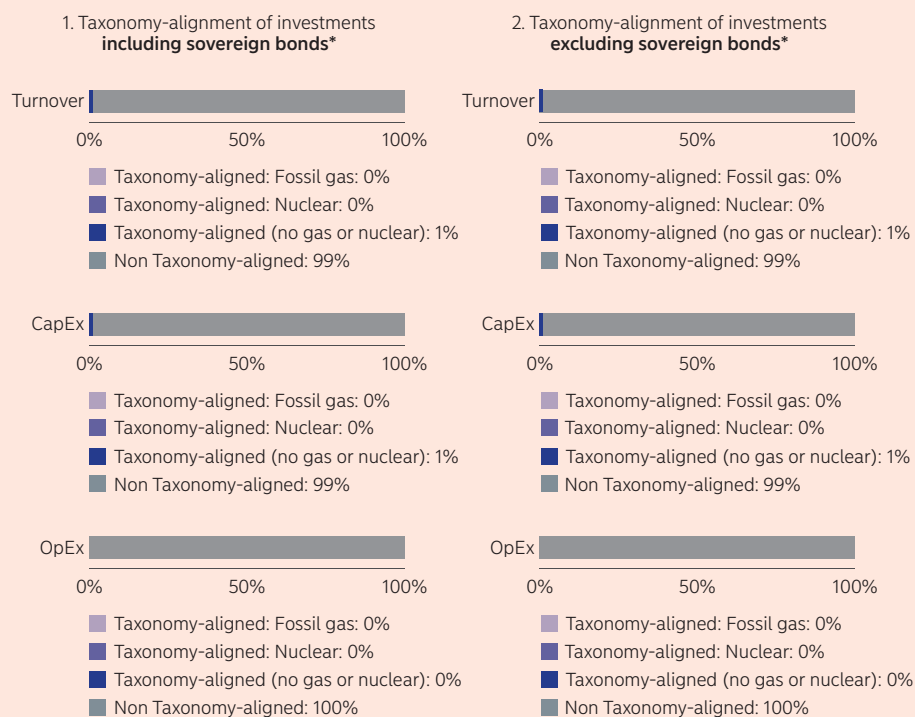 1. Taxonomy-alignment of investments
including sovereign bonds*
Turnover
0% 50% 100%
Taxonomy-aligned: Fossil gas: 0%
Taxonomy-aligned: Nuclear: 0%
Taxonomy-aligned (no gas or nuclear): 1%
Non Taxonomy-aligned: 99%
CapEx
0% 50% 100%
Taxonomy-aligned: Fossil gas: 0%
Taxonomy-aligned: Nuclear: 0%
Taxonomy-aligned (no gas or nuclear): 1%
Non Taxonomy-aligned: 99%
OpEx
0% 50% 100%
Taxonomy-aligned: Fossil gas: 0%
Taxonomy-aligned: Nuclear: 0%
Taxonomy-aligned (no gas or nuclear): 0%
Non Taxonomy-aligned: 100%
2. Taxonomy-alignment of investments
excluding sovereign bonds*
Turnover
0% 50% 100%
Taxonomy-aligned: Fossil gas: 0%
Taxonomy-aligned: Nuclear: 0%
Taxonomy-aligned (no gas or nuclear): 1%
Non Taxonomy-aligned: 99%
CapEx
0% 50% 100%
Taxonomy-aligned: Fossil gas: 0%
Taxonomy-aligned: Nuclear: 0%
Taxonomy-aligned (no gas or nuclear): 1%
Non Taxonomy-aligned: 99%
OpEx
0% 50% 100%
Taxonomy-aligned: Fossil gas: 0%
Taxonomy-aligned: Nuclear: 0%
Taxonomy-aligned (no gas or nuclear): 0%
Non Taxonomy-aligned: 100%